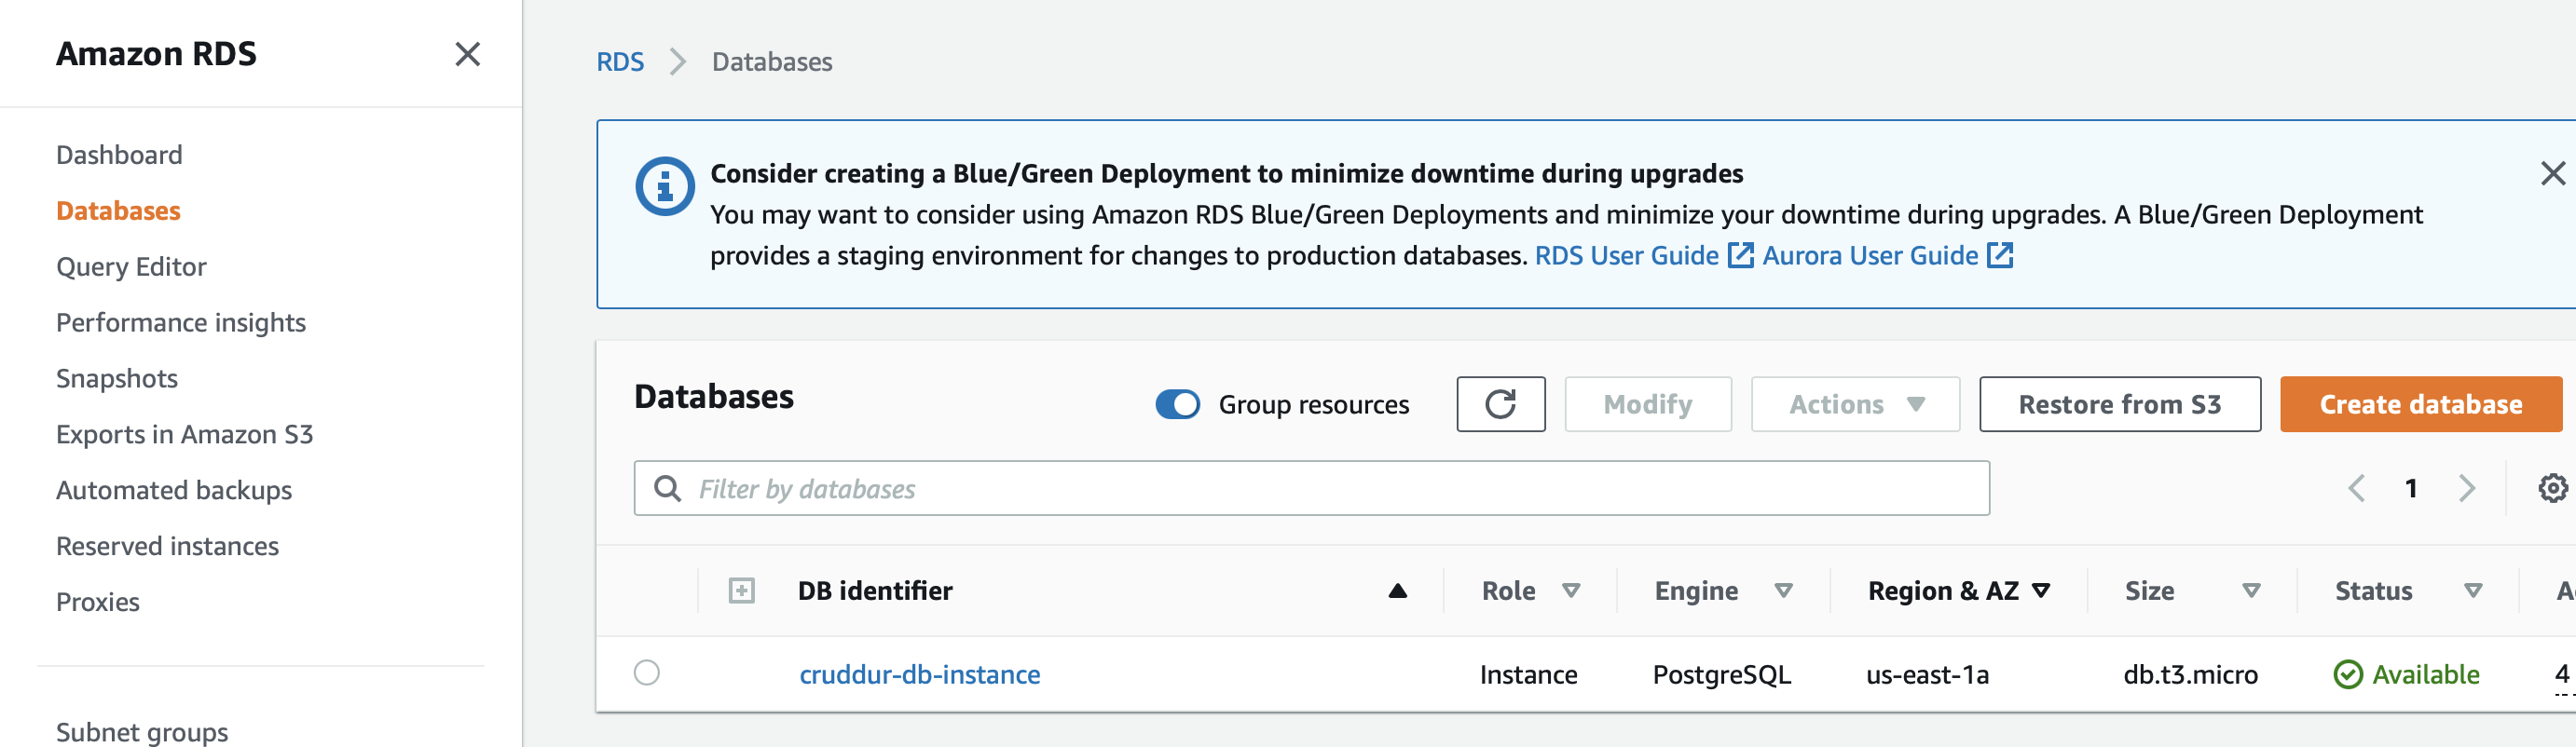 Amazon RDS
Dashboard
Databases
Query Editor
Performance insights
Snapshots
Exports in Amazon S3
Automated backups
Reserved instances
Proxies
Subnet groups
RDS Databases
Consider creating a Blue/Green Deployment to minimize downtime during upgrades
You may want to consider using Amazon RDS Blue/Green Deployments and minimize your downtime during upgrades. A Blue/Green Deployment
provides a staging environment for changes to production databases. RDS User Guide Aurora User Guide
Databases Group resources Modify Actions Restore from S3 Create database
Filter by databases 1
DB identifier Role Engine Region & AZ Size Status
cruddur-db-instance Instance PostgreSQL us-east-1a db.t3.micro Available 4